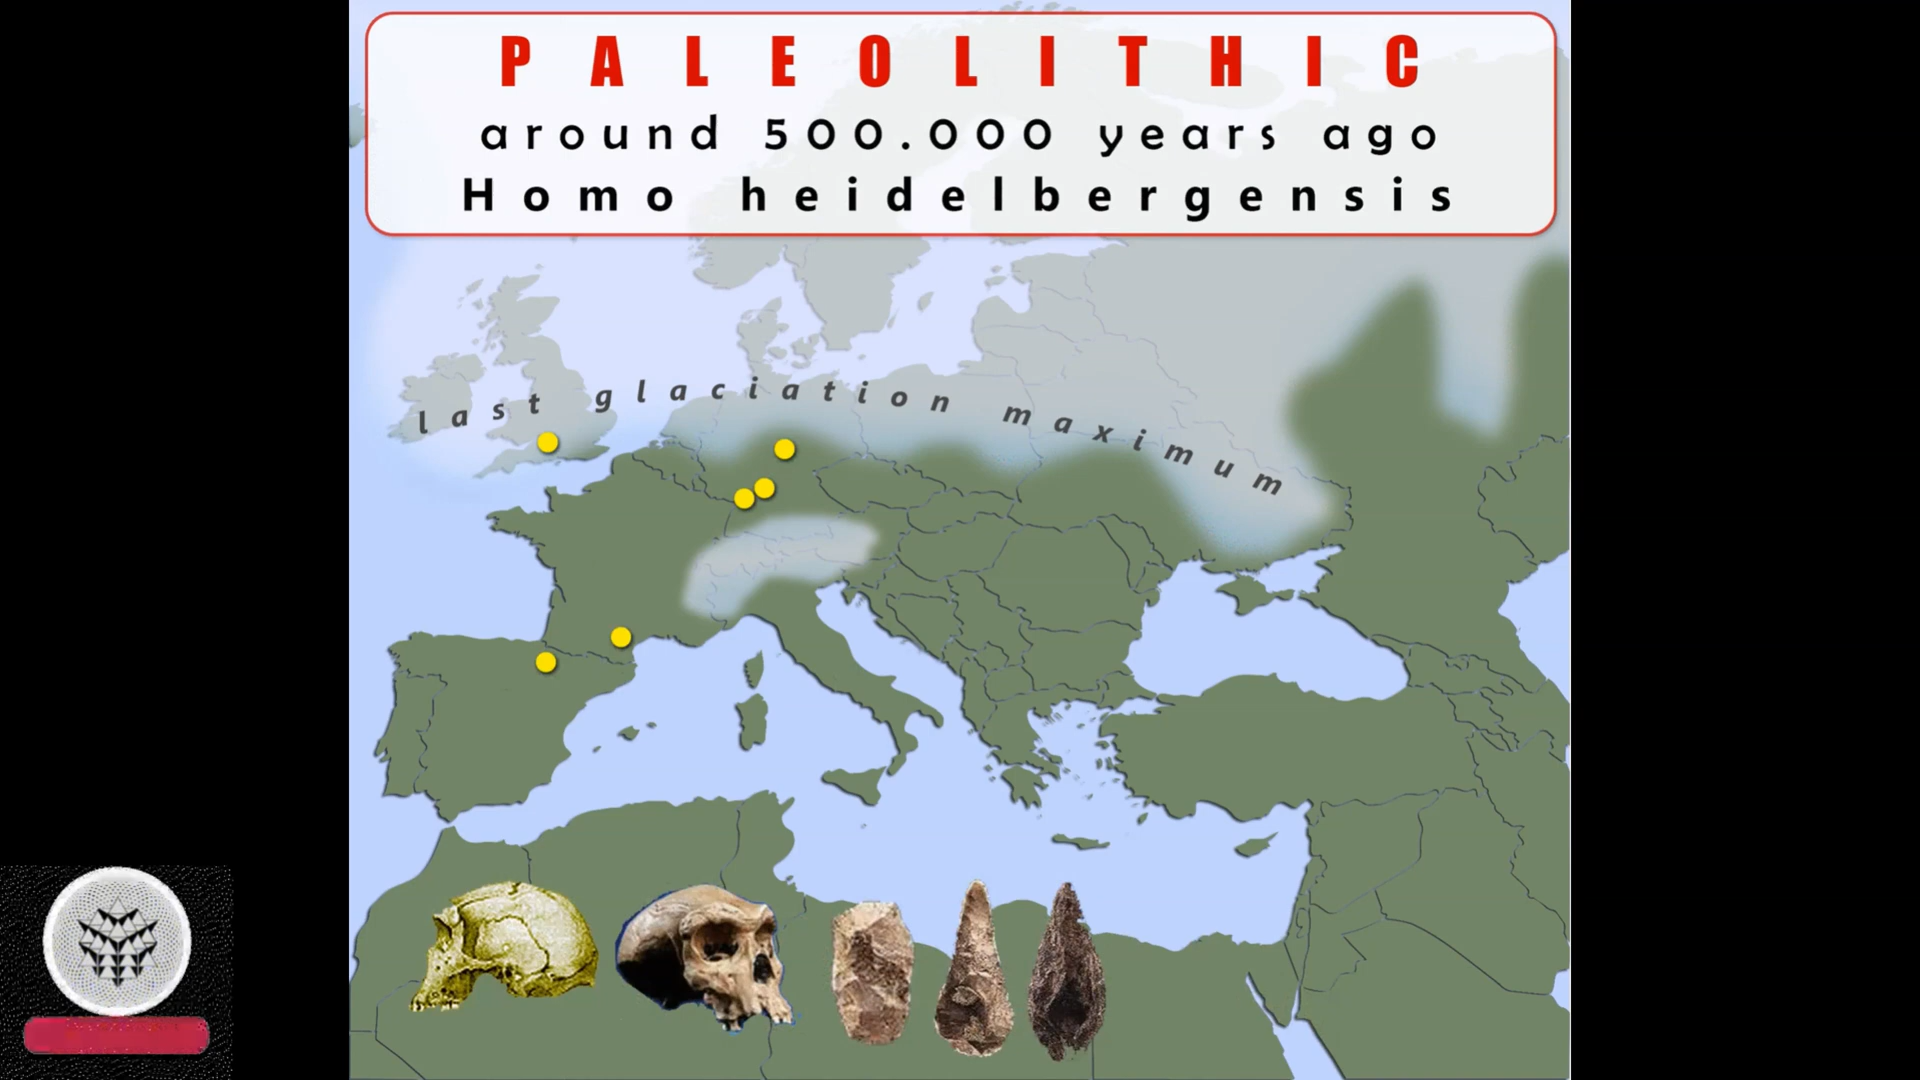 PALEOLITHIC
around 500.000 years ago
Homo heidelbergensis
last glaciation maximum